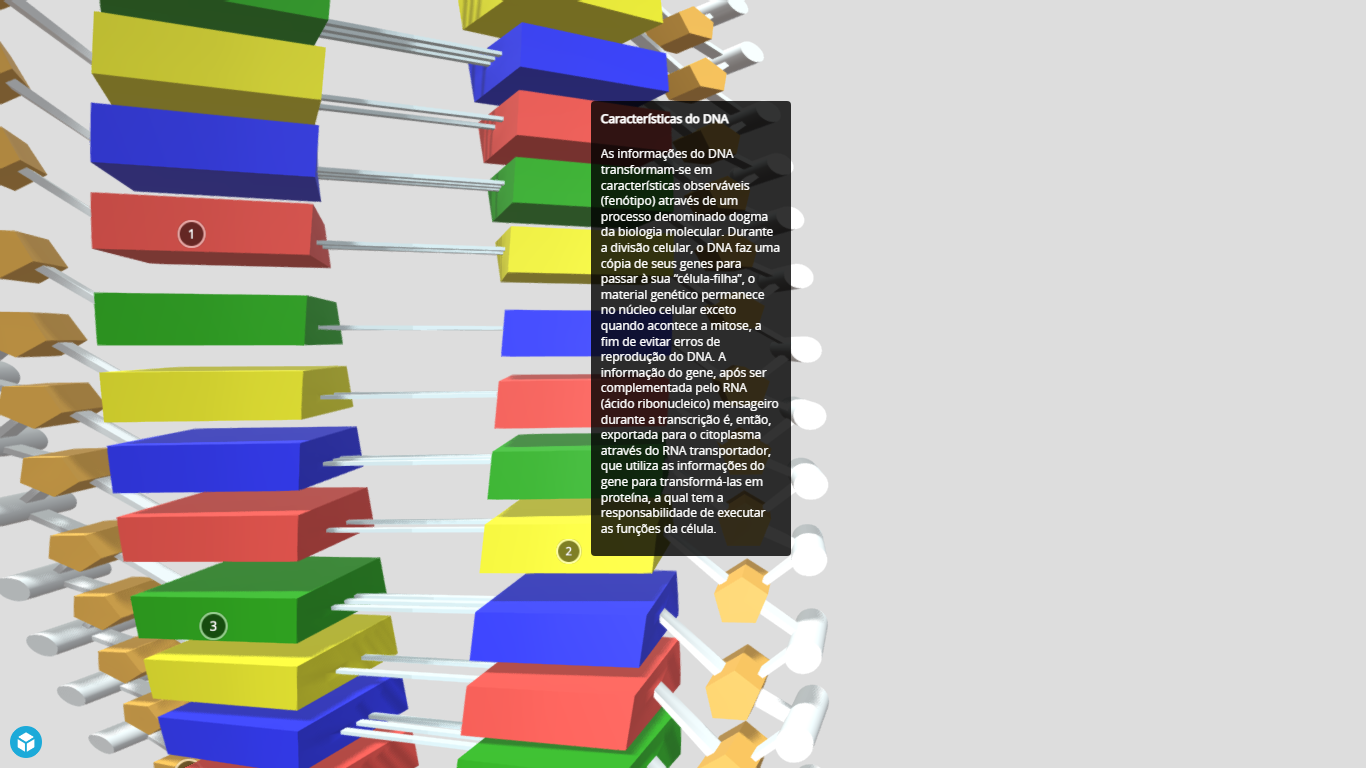 Características do DNA
As informações do DNA
transformam-se em
características observáveis
(fenótipo) através de um
processo denominado dogma
da biologia molecular. Durante
a divisão celular, o DNA faz uma
cópia de seus genes para
passar à sua “célula-filha”, o
material genético permanece
no núcleo celular exceto
quando acontece a mitose, a
fim de evitar erros de
reprodução do DNA. A
informação do gene, após ser
complementada pelo RNA
(ácido ribonucleico) mensageiro
durante a transcrição é, então,
exportada para o citoplasma
através do RNA transportador,
que utiliza as informações do
gene para transformá-las em
proteína, a qual tem a
responsabilidade de executar
as funções da célula.
1
2
3